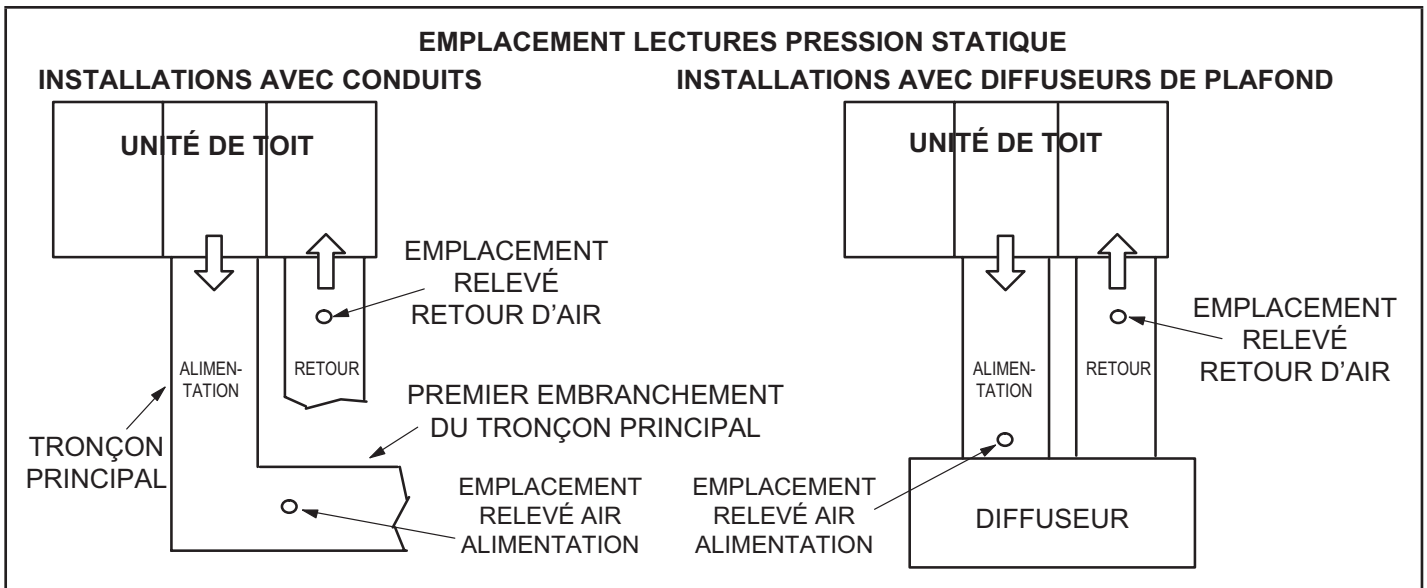 EMPLACEMENT LECTURES PRESSION STATIQUE
INSTALLATIONS AVEC CONDUITS
UNITÉ DE TOIT
EMPLACEMENT
RELEVÉ
RETOUR D'AIR
ALIMEN-
TATION
RETOUR
TRONÇON
PRINCIPAL
PREMIER EMBRANCHEMENT
DU TRONÇON PRINCIPAL
EMPLACEMENT
RELEVÉ AIR
ALIMENTATION
INSTALLATIONS AVEC DIFFUSEURS DE PLAFOND
UNITÉ DE TOIT
EMPLACEMENT
RELEVÉ
RETOUR D'AIR
ALIMEN-
TATION
RETOUR
EMPLACEMENT
RELEVÉ AIR
ALIMENTATION
DIFFUSEUR